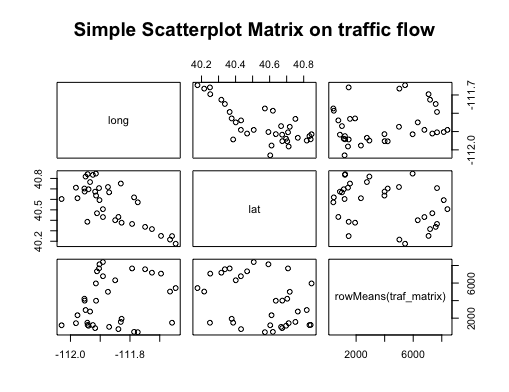 Simple Scatterplot Matrix on traffic flow
40.2 40.4 40.6 40.8
long
-112.0 -111.7
40.2 40.5 40.8
lat
rowMeans(traf_matrix)
2000 6000
-112.0 -111.8
2000 6000